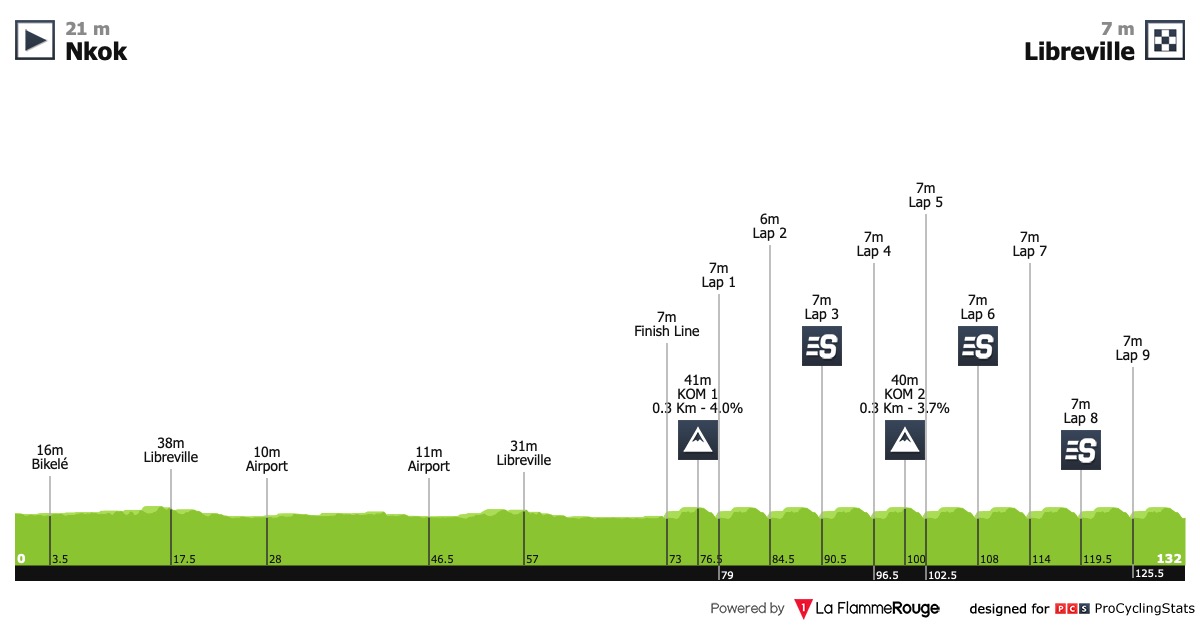 21 m
Nkok
7 m
Libreville
7m
Lap 5
6m
Lap 2
7m
Lap 4
7m
Lap 7
7m
Lap 1
7m
Lap 3
7m
Lap 6
7m
Finish Line
7m
Lap 9
41m
KOM 1
0.3 Km - 4.0%
40m
KOM 2
0.3 Km - 3.7%
7m
Lap 8
16m
Bikelé
38m
Libreville
10m
Airport
11m
Airport
31m
Libreville
S
S
S
0 3.5 17.5 28 46.5 57 73 76.5 84.5 90.5 100 108 114 119.5 132
79 96.5 102.5 125.5
Powered by 1 La FlammeRouge designed for PCS ProCyclingStats